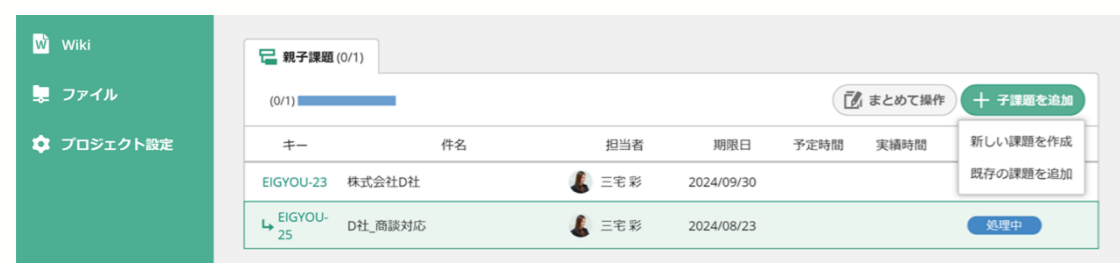 Wiki
ファイル
プロジェクト設定
親子課題 (0/1)
(0/1)
まとめて操作
子課題を追加
新しい課題を作成
既存の課題を追加
キー 件名 担当者 期限日 予定時間 実績時間
EIGYOU-23 株式会社D社 三宅 彩 2024/09/30
EIGYOU-
25
D社_商談対応 三宅 彩 2024/08/23 処理中